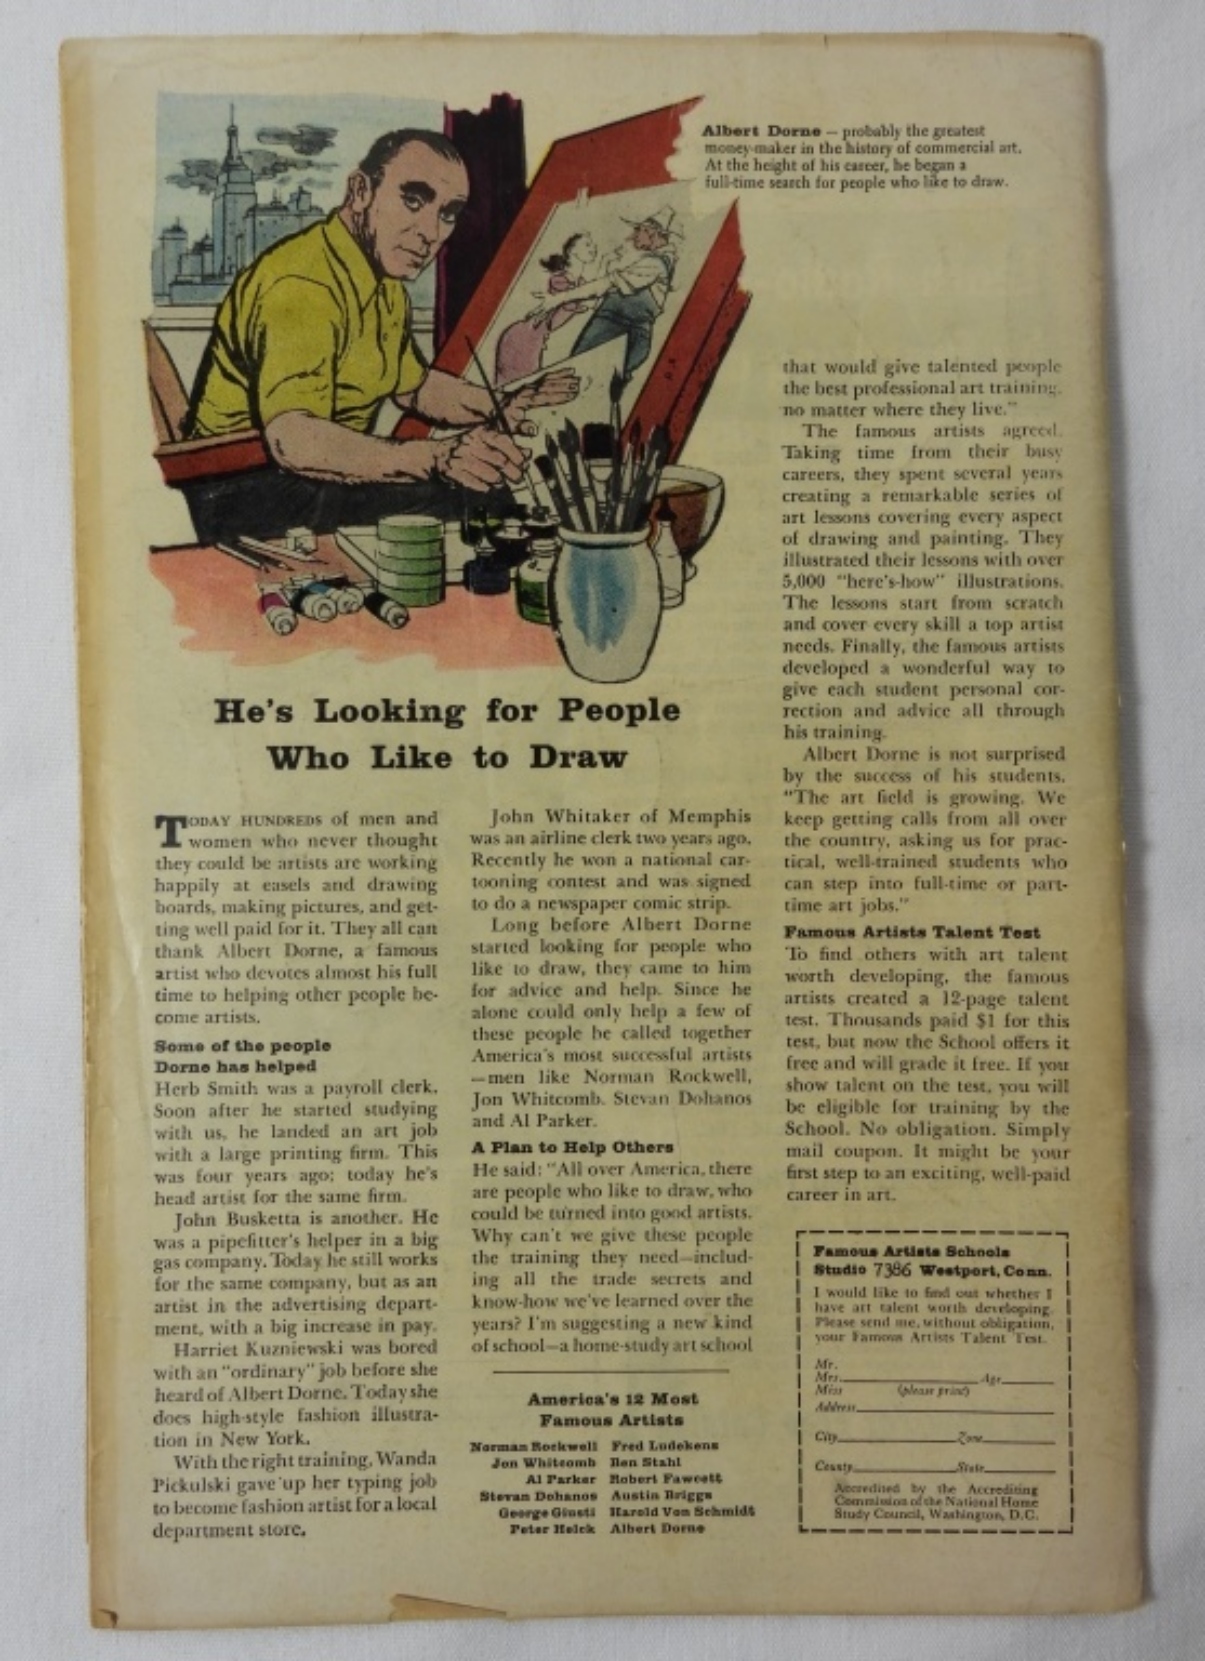 Albert Dorne – probably the greatest
money-maker in the history of commercial art.
At the height of his career, he began a
full-time search for people who like to draw.
He's Looking for People
Who Like to Draw
TODAY HUNDREDS of men and
women who never thought
they could be artists are working
happily at easels and drawing
boards, making pictures, and get-
ting well paid for it. They all can
thank Albert Dorne, a famous
artist who devotes almost his full
time to helping other people be-
come artists.
Some of the people
Dorne has helped
Herb Smith was a payroll clerk.
Soon after he started studying
with us, he landed an art job
with a large printing firm. This
was four years ago; today he's
head artist for the same firm.
John Busketta is another. He
was a pipefitter's helper in a big
gas company. Today he still works
for the same company, but as an
artist in the advertising depart-
ment, with a big increase in pay.
Harriet Kuzniewski was bored
with an "ordinary" job before she
heard of Albert Dorne. Today she
does high-style fashion illustra-
tion in New York.
With the right training, Wanda
Pickulski gave up her typing job
to become fashion artist for a local
department store.
John Whitaker of Memphis
was an airline clerk two years ago.
Recently he won a national car-
tooning contest and was signed
to do a newspaper comic strip.
Long before Albert Dorne
started looking for people who
like to draw, they came to him
for advice and help. Since he
alone could only help a few of
these people he called together
America's most successful artists
—men like Norman Rockwell,
Jon Whitcomb, Stevan Dohanos
and Al Parker.
A Plan to Help Others
He said: "All over America, there
are people who like to draw, who
could be turned into good artists.
Why can't we give these people
the training they need—includ-
ing all the trade secrets and
know-how we've learned over the
years? I'm suggesting a new kind
of school—a home-study art school
that would give talented people
the best professional art training,
no matter where they live."
The famous artists agreed.
Taking time from their busy
careers, they spent several years
creating a remarkable series of
art lessons covering every aspect
of drawing and painting. They
illustrated their lessons with over
5,000 "here's-how" illustrations.
The lessons start from scratch
and cover every skill a top artist
needs. Finally, the famous artists
developed a wonderful way to
give each student personal cor-
rection and advice all through
his training.
Albert Dorne is not surprised
by the success of his students.
"The art field is growing. We
keep getting calls from all over
the country, asking us for prac-
tical, well-trained students who
can step into full-time or part-
time art jobs."
Famous Artists Talent Test
To find others with art talent
worth developing, the famous
artists created a 12-page talent
test. Thousands paid $1 for this
test, but now the School offers it
free and will grade it free. If you
show talent on the test, you will
be eligible for training by the
School. No obligation. Simply
mail coupon. It might be your
first step to an exciting, well-paid
career in art.
America's 12 Most
Famous Artists
Norman Rockwell Fred Ludekens
Jon Whitcomb Ben Stahl
Al Parker Robert Fawcett
Stevan Dohanos Austin Briggs
George Giusti Harold Von Schmidt
Peter Helck Albert Dorne
Famous Artists Schools
Studio 7386 Westport, Conn.
I would like to find out whether I
have art talent worth developing.
Please send me, without obligation,
your Famous Artists Talent Test.
Mr.
Mrs. Age
Miss (please print)
Address
City Zone
County State
Accredited by the Accrediting
Commission of the National Home
Study Council, Washington, D.C.